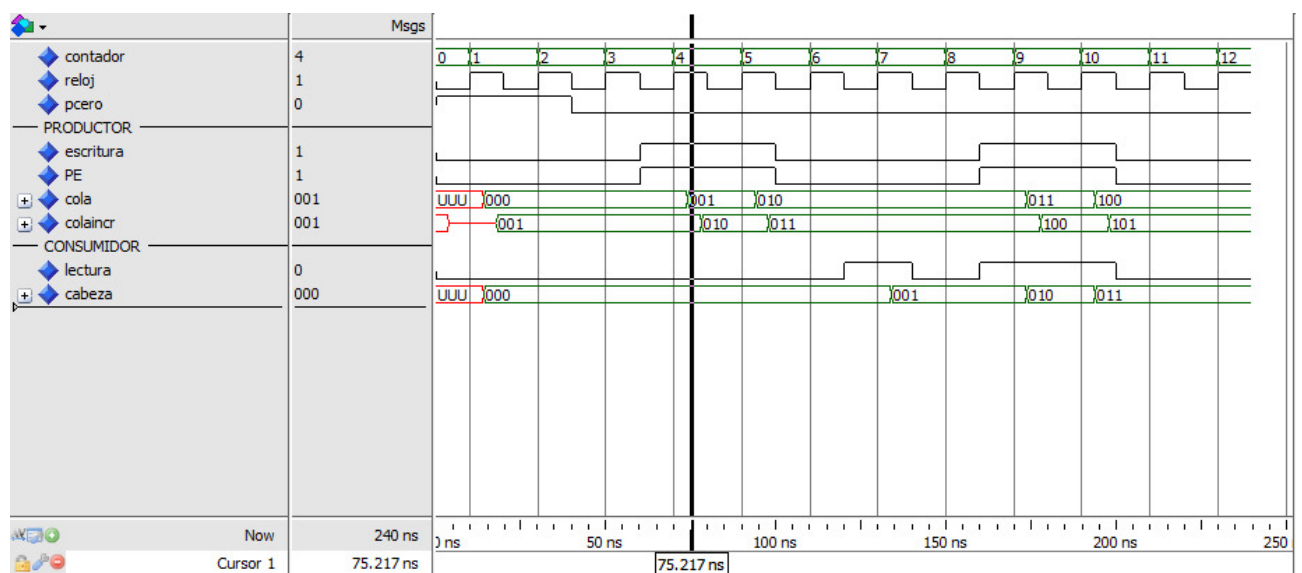 Msgs
contador 4 0 1 2 3 4 5 6 7 8 9 10 11 12
reloj 1
pcero 0
PRODUCTOR
escritura 1
PE 1
cola 001 UUU 000 001 010 011 100
colaincr 001 001 010 011 100 101
CONSUMIDOR
lectura 0
cabeza 000 UUU 000 001 010 011
Now 240 ns 50 ns 100 ns 150 ns 200 ns
Cursor 1 75.217 ns 75.217 ns